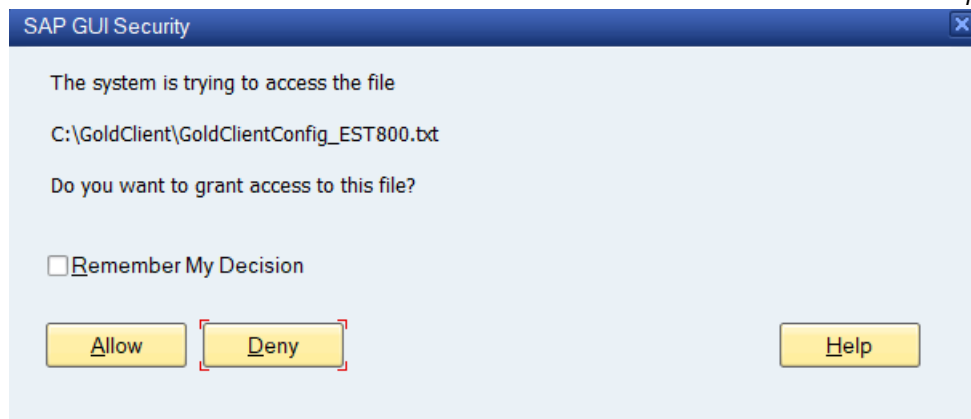 SAP GUI Security
The system is trying to access the file
C:\GoldClient\GoldClientConfig_EST800.txt
Do you want to grant access to this file?
Remember My Decision
Allow Deny Help